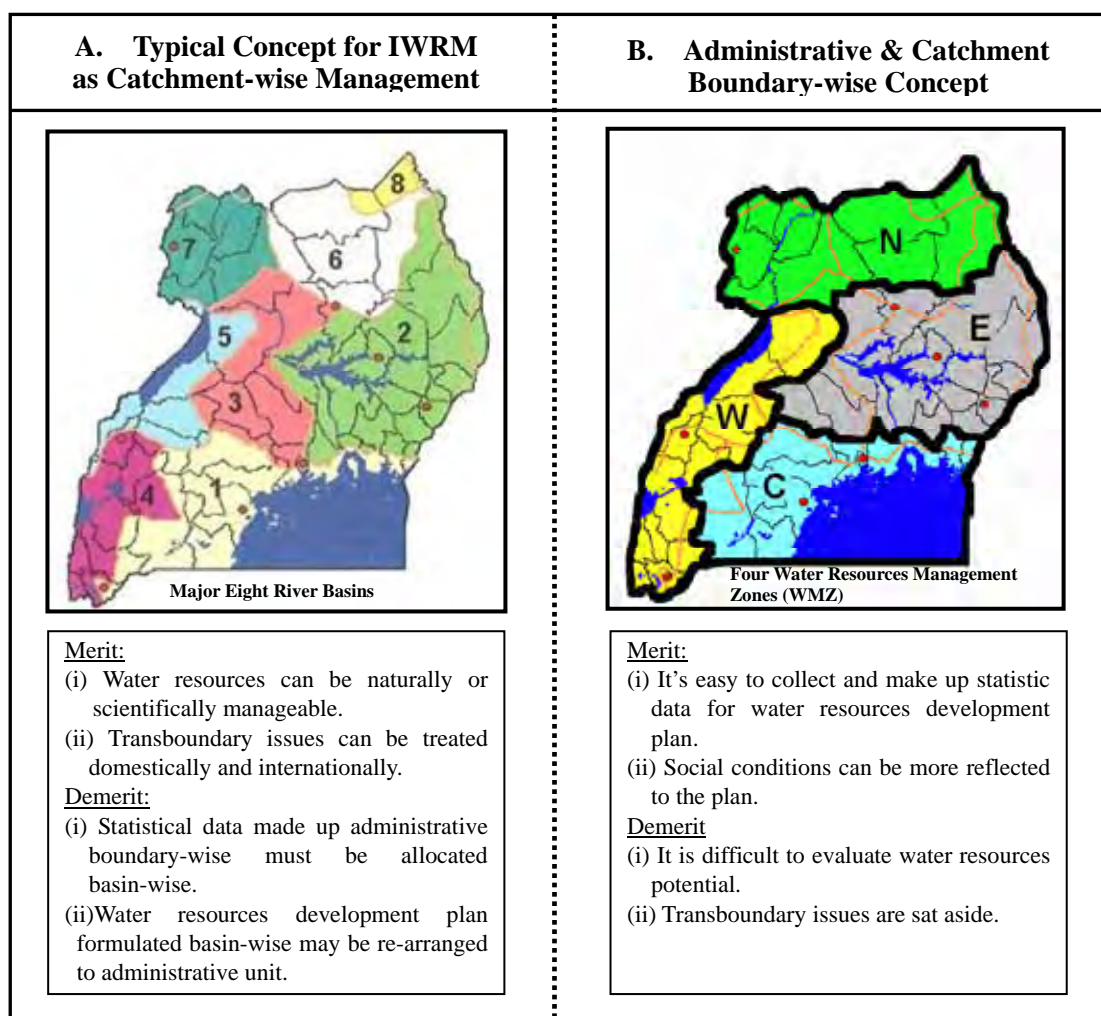 A. Typical Concept for IWRM
as Catchment-wise Management
8
7
6
5
2
3
4
1
Major Eight River Basins
Merit:
(i) Water resources can be naturally or
scientifically manageable.
(ii) Transboundary issues can be treated
domestically and internationally.
Demerit:
(i) Statistical data made up administrative
boundary-wise must be allocated
basin-wise.
(ii)Water resources development plan
formulated basin-wise may be re-arranged
to administrative unit.
B. Administrative & Catchment
Boundary-wise Concept
N
E
W
C
Four Water Resources Management
Zones (WMZ)
Merit:
(i) It's easy to collect and make up statistic
data for water resources development
plan.
(ii) Social conditions can be more reflected
to the plan.
Demerit
(i) It is difficult to evaluate water resources
potential.
(ii) Transboundary issues are sat aside.